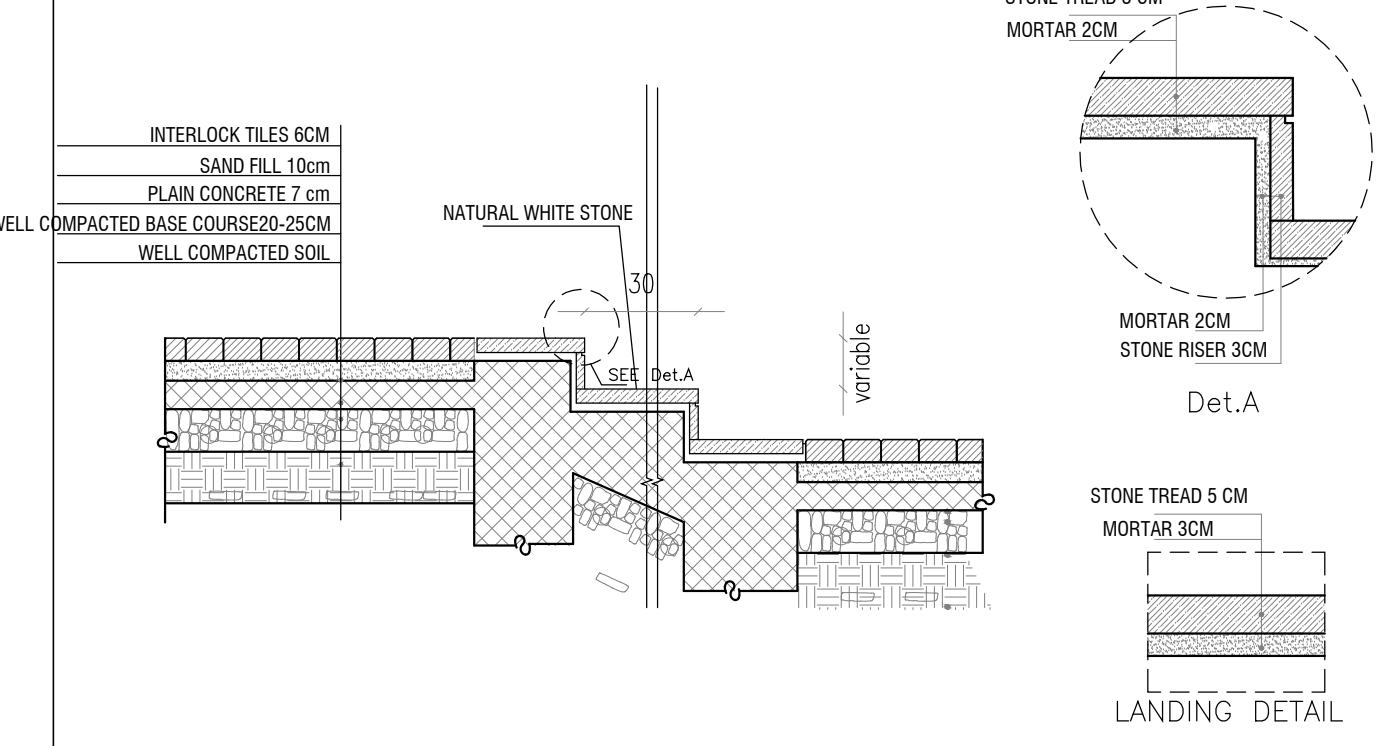 MORTAR 2CM
INTERLOCK TILES 6CM
SAND FILL 10cm
PLAIN CONCRETE 7 cm
WELL COMPACTED BASE COURSE20-25CM
WELL COMPACTED SOIL
NATURAL WHITE STONE
30
variable
SEE Det.A
MORTAR 2CM
STONE RISER 3CM
Det.A
STONE TREAD 5 CM
MORTAR 3CM
LANDING DETAIL